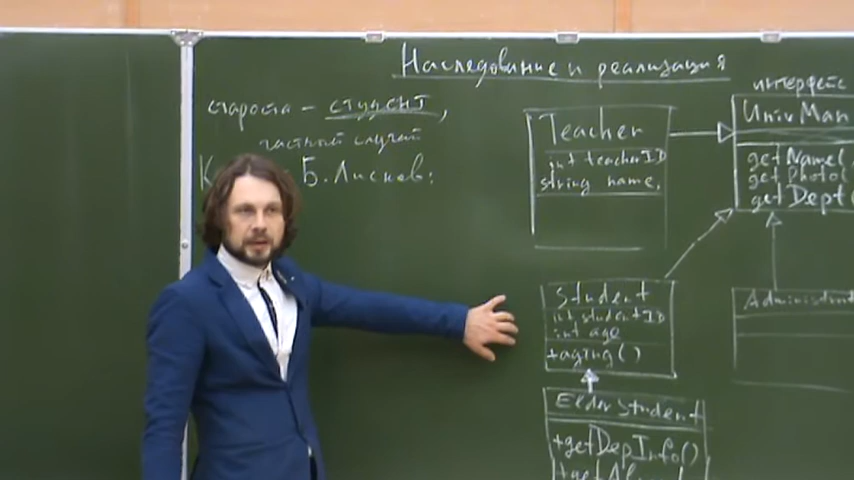 Наследование и реализация
староста - студент,
частный случай
К
Б. Лисков:
Teacher
int teacherID
string name;
интерфейс
UnivMan
getName(
getPhoto(
getDept(
Student
int studentID
int age
+aging()
Administrat
ElderStudent
+getDepInfo()